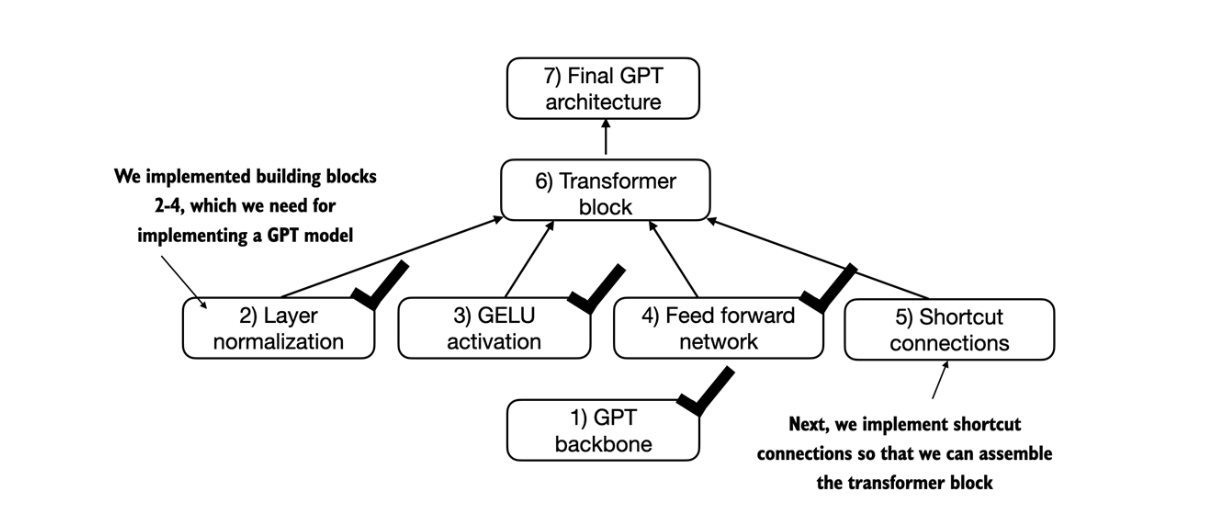 7) Final GPT
architecture
6) Transformer
block
We implemented building blocks
2-4, which we need for
implementing a GPT model
2) Layer
normalization
3) GELU
activation
4) Feed forward
network
5) Shortcut
connections
1) GPT
backbone
Next, we implement shortcut
connections so that we can assemble
the transformer block